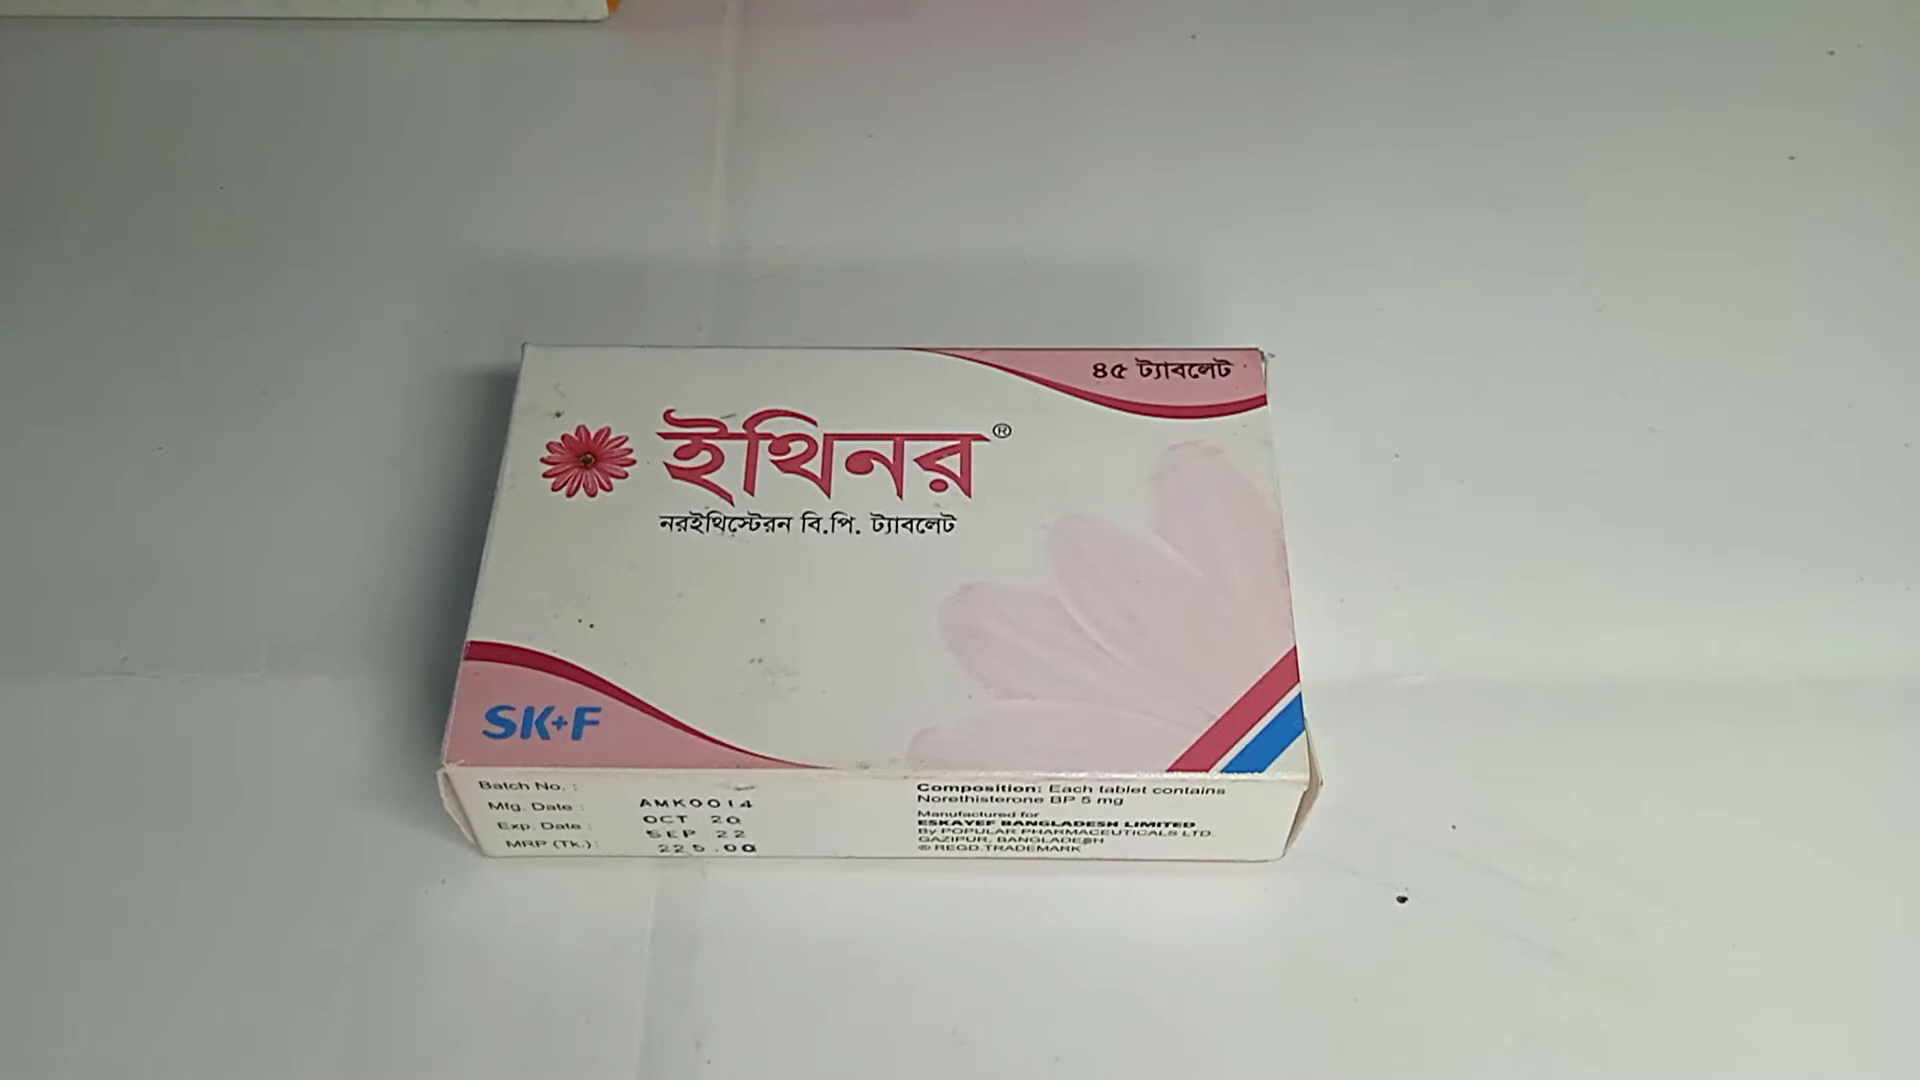 ৪৫ ট্যাবলেট
ইথিনর®
নরইথিস্টেরন বি.পি. ট্যাবলেট
SK+F
Batch No. :
Mfg. Date :
Exp. Date :
MRP (Tk.) :
AMK0014
OCT 20
SEP 22
225.00
Composition: Each tablet contains
Norethisterone BP 5 mg
Manufactured for
ESKAYEF BANGLADESH LIMITED
By POPULAR PHARMACEUTICALS LTD.
GAZIPUR, BANGLADESH
® REGD.TRADEMARK